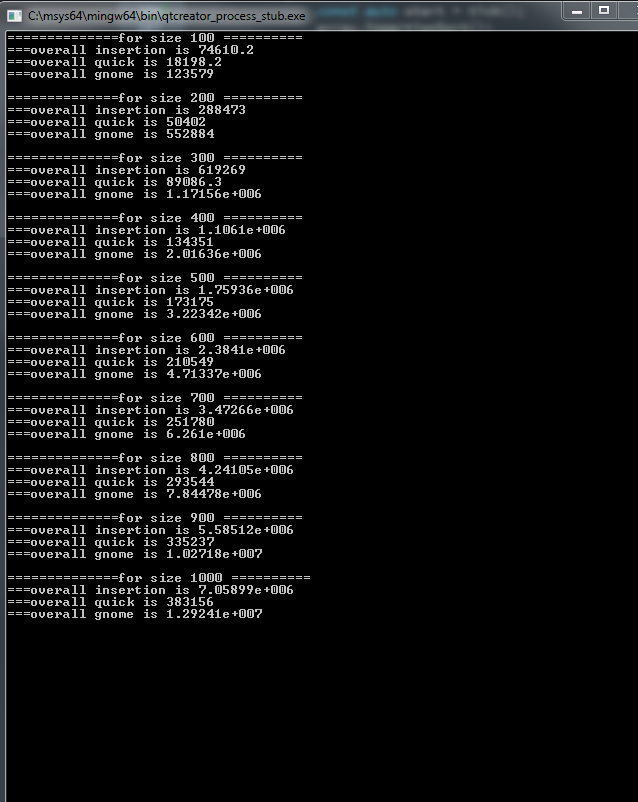 const auto start = 
C:\msys64\mingw64\bin\qtcreator_process_stub.exe
==============for size 100 ==========
===overall insertion is 74610.2
===overall quick is 18198.2
===overall gnome is 123579
==============for size 200 ==========
===overall insertion is 288473
===overall quick is 50402
===overall gnome is 552884
==============for size 300 ==========
===overall insertion is 619269
===overall quick is 89086.3
===overall gnome is 1.17156e+006
==============for size 400 ==========
===overall insertion is 1.1061e+006
===overall quick is 134351
===overall gnome is 2.01636e+006
==============for size 500 ==========
===overall insertion is 1.75936e+006
===overall quick is 173175
===overall gnome is 3.22342e+006
==============for size 600 ==========
===overall insertion is 2.3841e+006
===overall quick is 210549
===overall gnome is 4.71337e+006
==============for size 700 ==========
===overall insertion is 3.47266e+006
===overall quick is 251780
===overall gnome is 6.261e+006
==============for size 800 ==========
===overall insertion is 4.24105e+006
===overall quick is 293544
===overall gnome is 7.84478e+006
==============for size 900 ==========
===overall insertion is 5.58512e+006
===overall quick is 335237
===overall gnome is 1.02718e+007
==============for size 1000 ==========
===overall insertion is 7.05899e+006
===overall quick is 383156
===overall gnome is 1.29241e+007